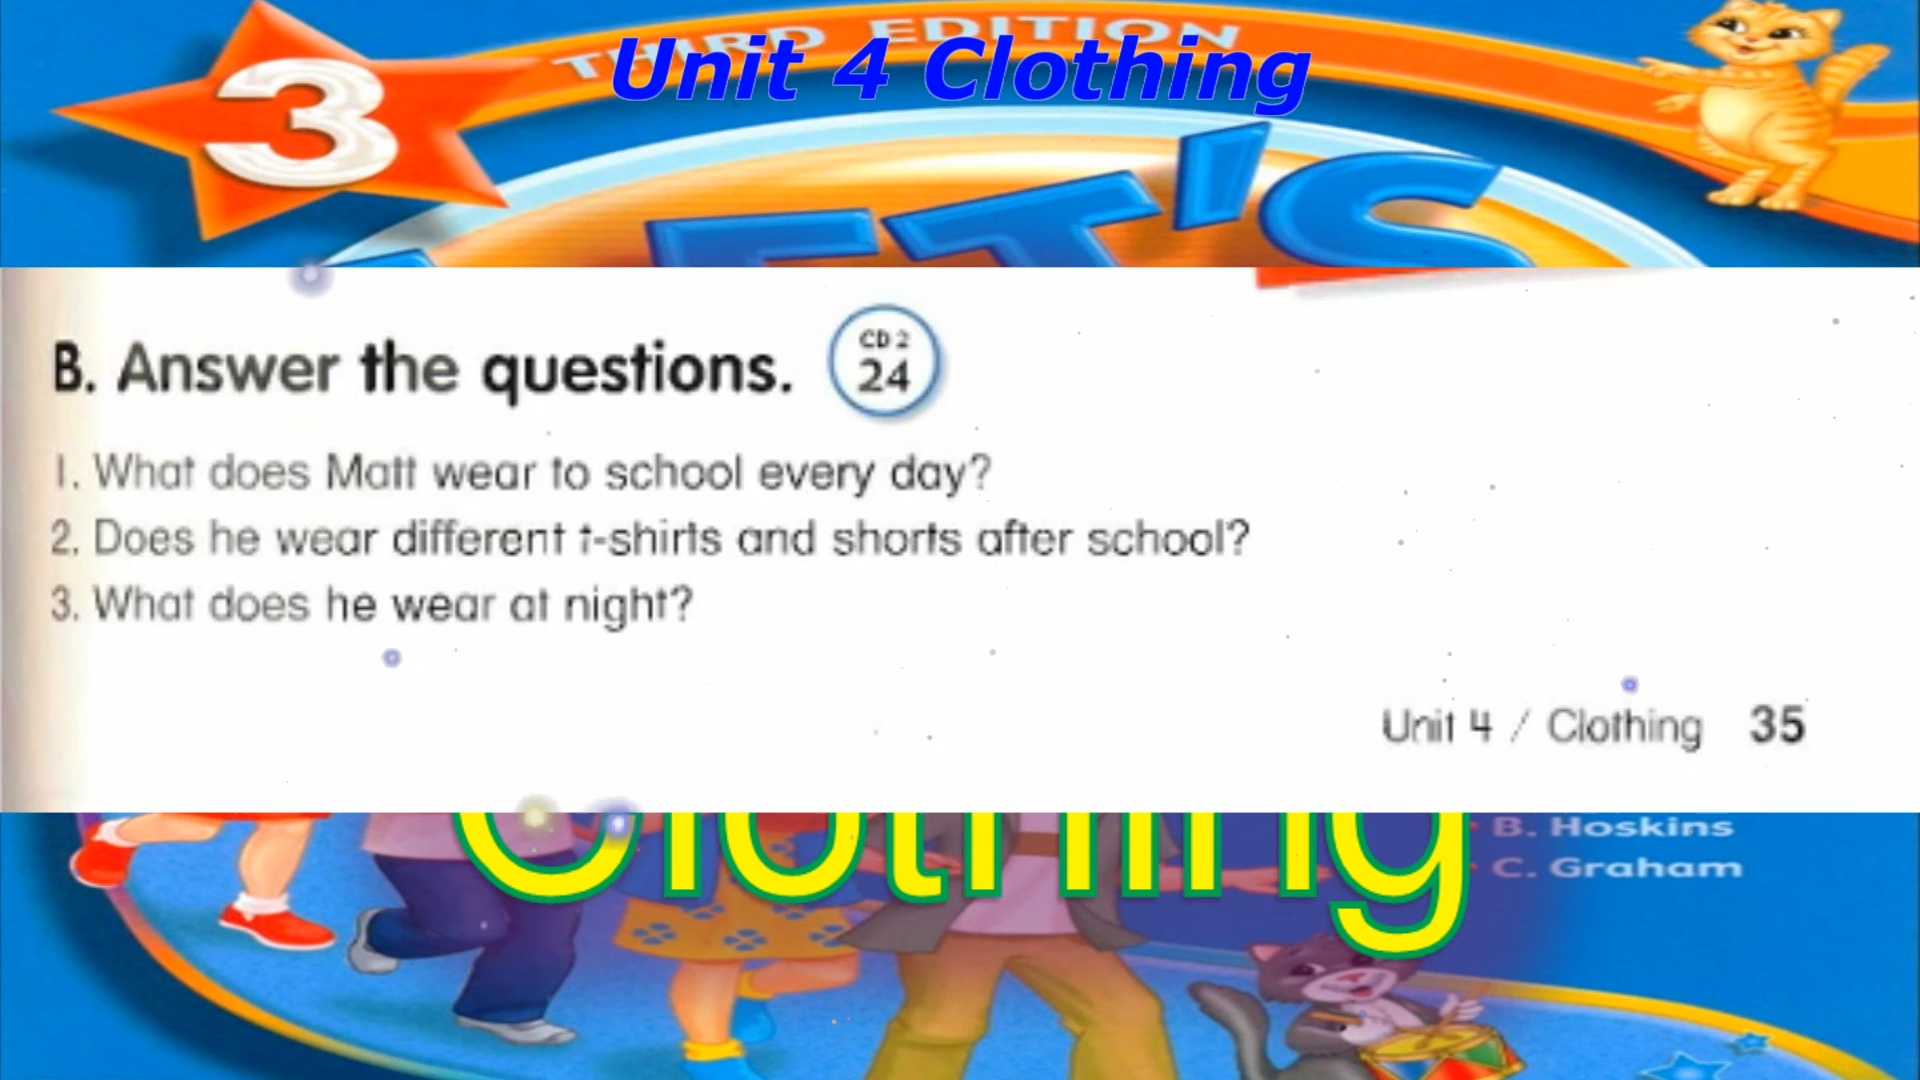 3
THIRD EDITION
Unit 4 Clothing
LET'S
B. Answer the questions.
CD 2
24
1. What does Matt wear to school every day?
2. Does he wear different t-shirts and shorts after school?
3. What does he wear at night?
Unit 4 / Clothing 35
Clothing
B. Hoskins
C. Graham